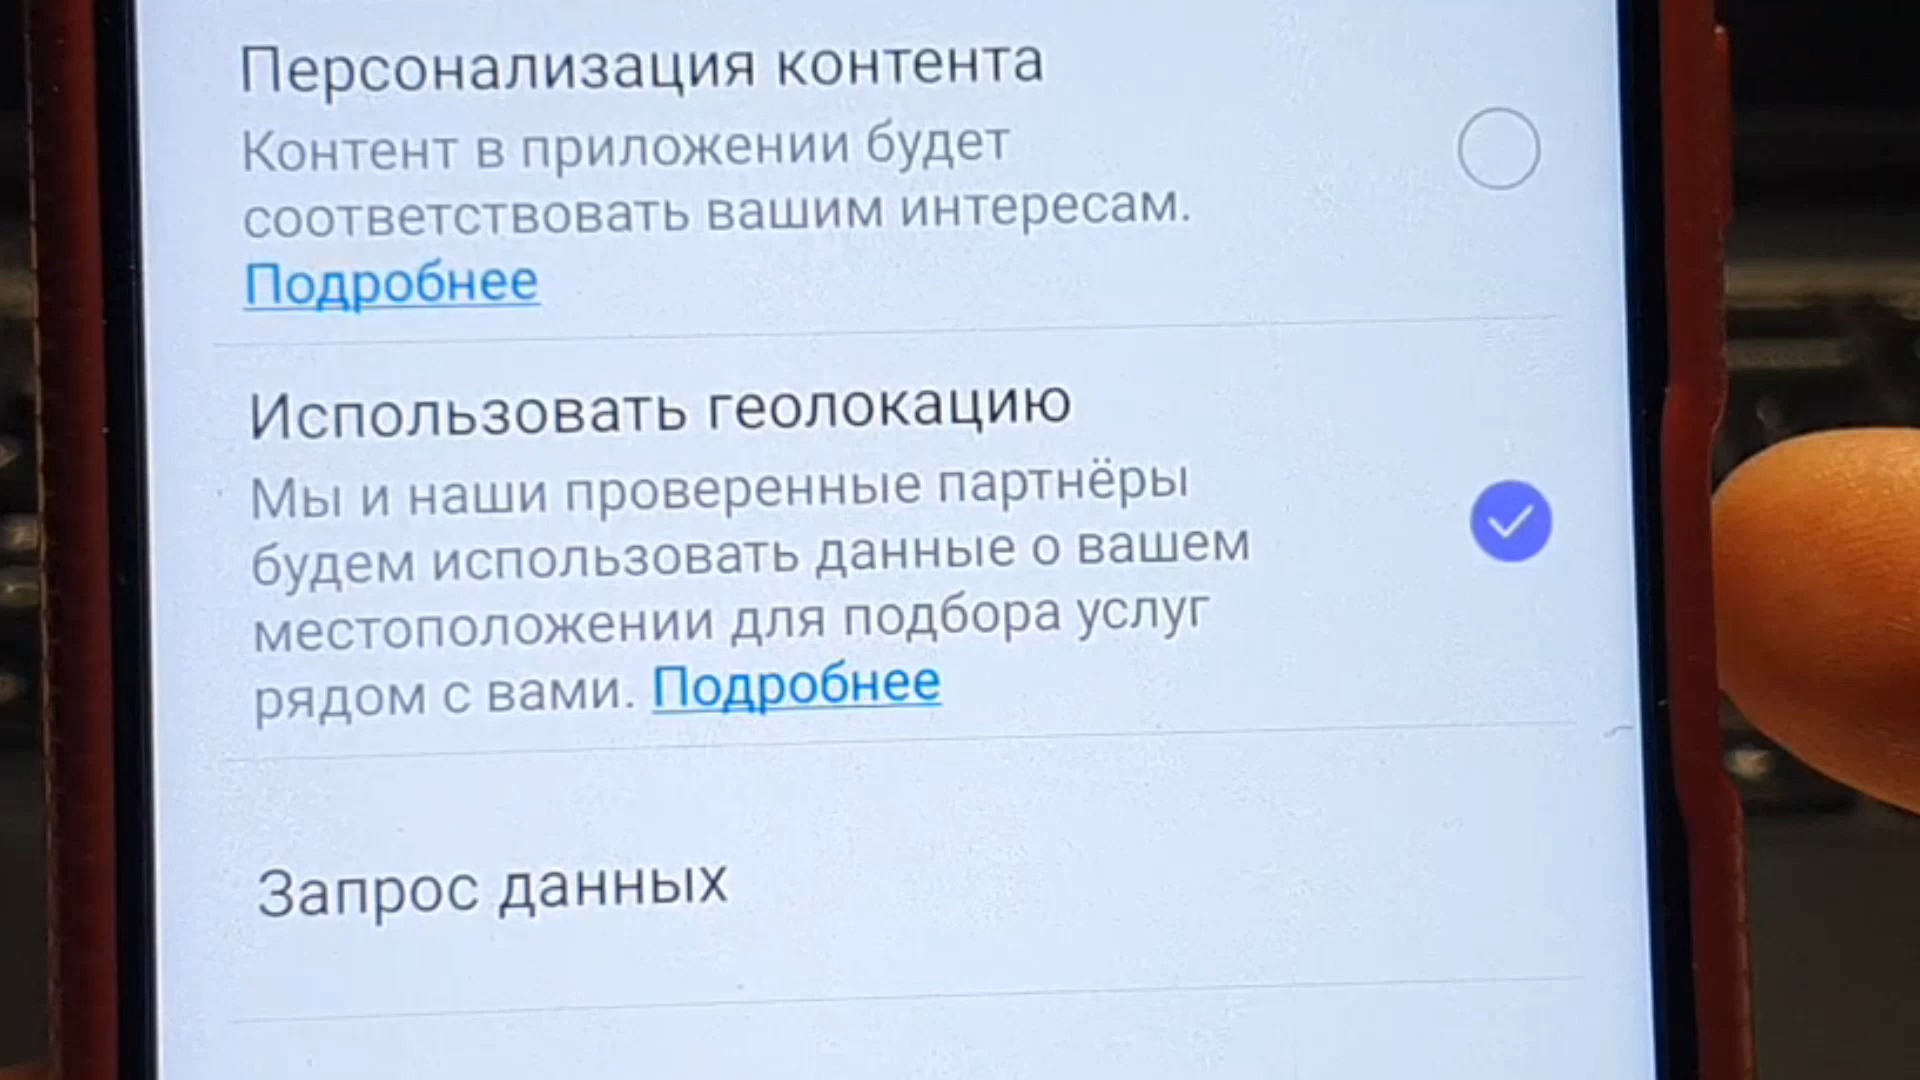 Персонализация контента
Контент в приложении будет
соответствовать вашим интересам.
Подробнее
Использовать геолокацию
Мы и наши проверенные партнёры
будем использовать данные о вашем
местоположении для подбора услуг
рядом с вами. Подробнее
Запрос данных